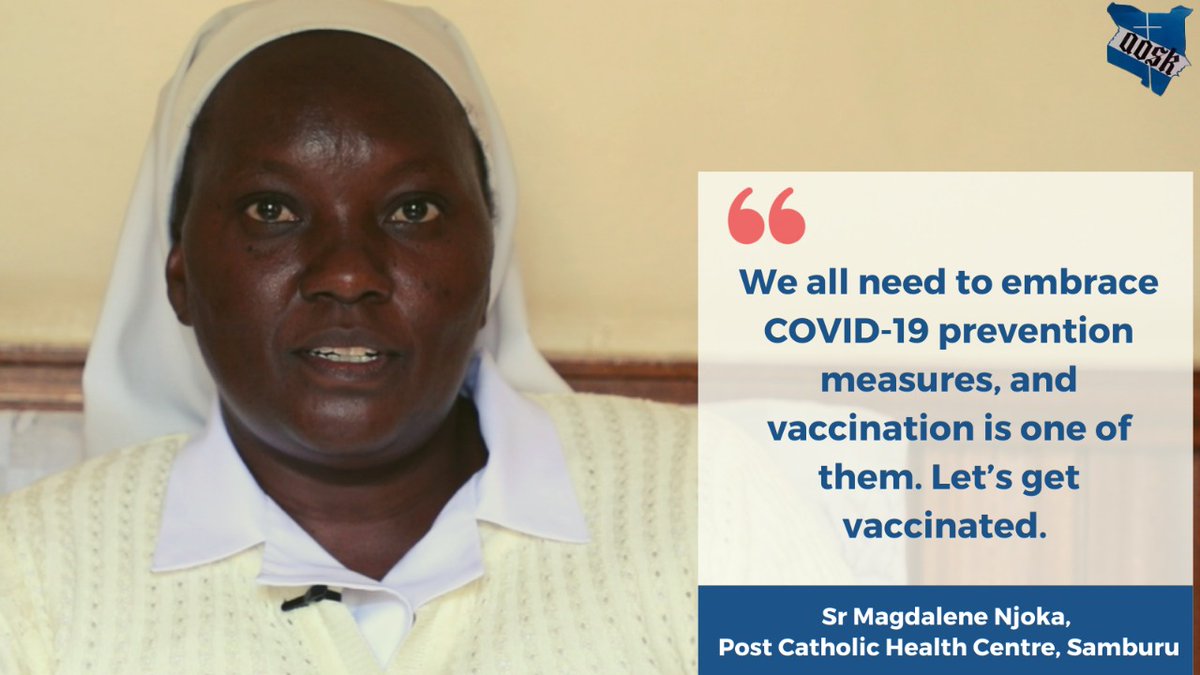 AOSK
“
We all need to embrace
COVID-19 prevention
measures, and
vaccination is one of
them. Let’s get
vaccinated.
Sr Magdalene Njoka,
Post Catholic Health Centre, Samburu